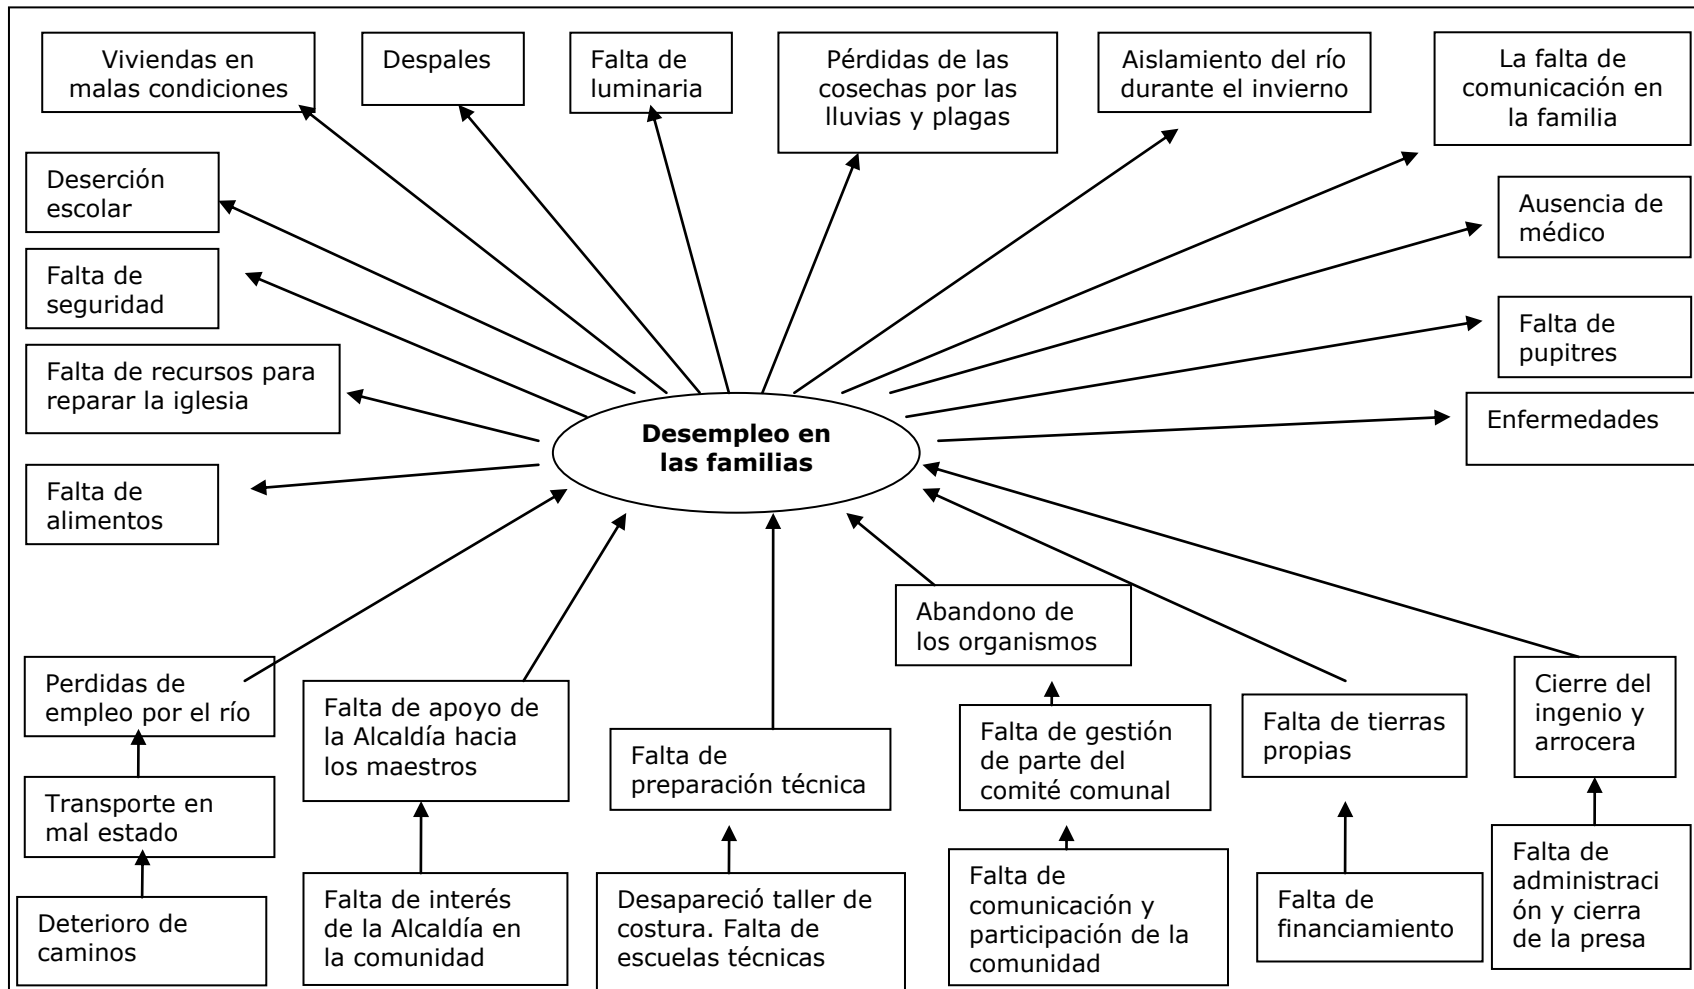 Viviendas en
malas condiciones
Despales
Falta de
luminaria
Pérdidas de las
cosechas por las
lluvias y plagas
Aislamiento del río
durante el invierno
La falta de
comunicación en
la familia
Deserción
escolar
Ausencia de
médico
Falta de
seguridad
Falta de
pupitres
Falta de recursos para
reparar la iglesia
Enfermedades
Desempleo en
las familias
Falta de
alimentos
Abandono de
los organismos
Perdidas de
empleo por el río
Falta de apoyo de
la Alcaldía hacia
los maestros
Falta de
preparación técnica
Falta de gestión
de parte del
comité comunal
Falta de tierras
propias
Cierre del
ingenio y
arrocera
Transporte en
mal estado
Deterioro de
caminos
Falta de interés
de la Alcaldía en
la comunidad
Desapareció taller de
costura. Falta de
escuelas técnicas
Falta de
comunicación y
participación de la
comunidad
Falta de
financiamiento
Falta de
administraci
ón y cierra
de la presa